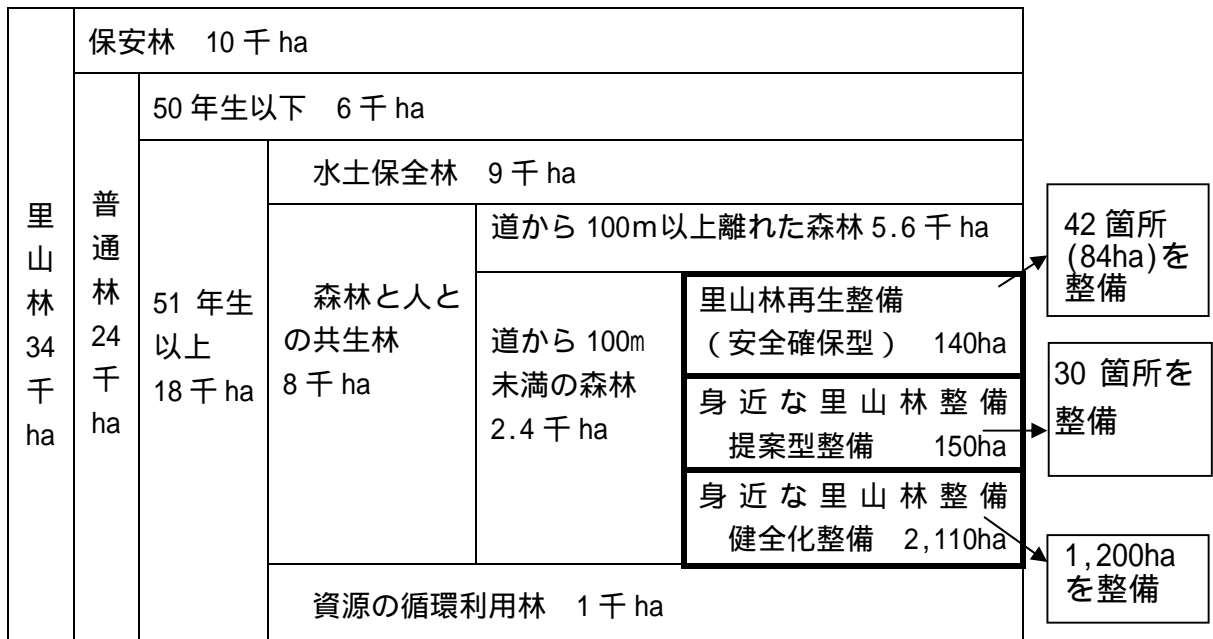 保安林 10千ha
50年生以下 6千ha
水土保全林 9千ha
里山林34千ha
普通林24千ha
51年生
以上
18千ha
森林と人と
の共生林
8千ha
道から100m以上離れた森林5.6千ha
道から100㎡
未満の森林
2.4千ha
里山林再生整備
(安全確保型) 140ha
身近な里山林整備
提案型整備 150ha
身近な里山林整備
健全化整備 2,110ha
資源の循環利用林 1千ha
42箇所
(84ha)を
整備
30箇所を
整備
1,200ha
を整備